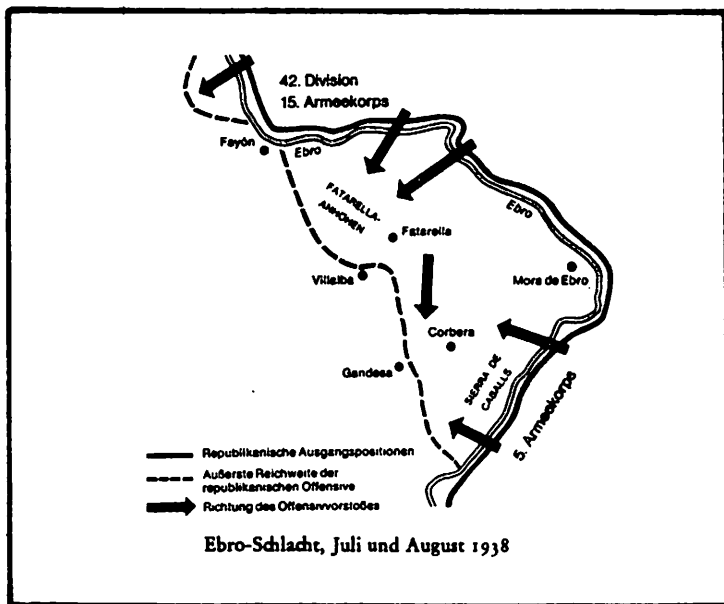 42. Division
15. Armeekorps
Fayón
Ebro
FATARELLA-
ANHÖHEN
Fatarella
Ebro
Villalba
Mora de Ebro
Corbera
Gandesa
SIERRA DE
CABALLS
5. Armeekorps
Republikanische Ausgangspositionen
Äußerste Reichweite der
republikanischen Offensive
Richtung des Offensivvorstoßes
Ebro-Schlacht, Juli und August 1938